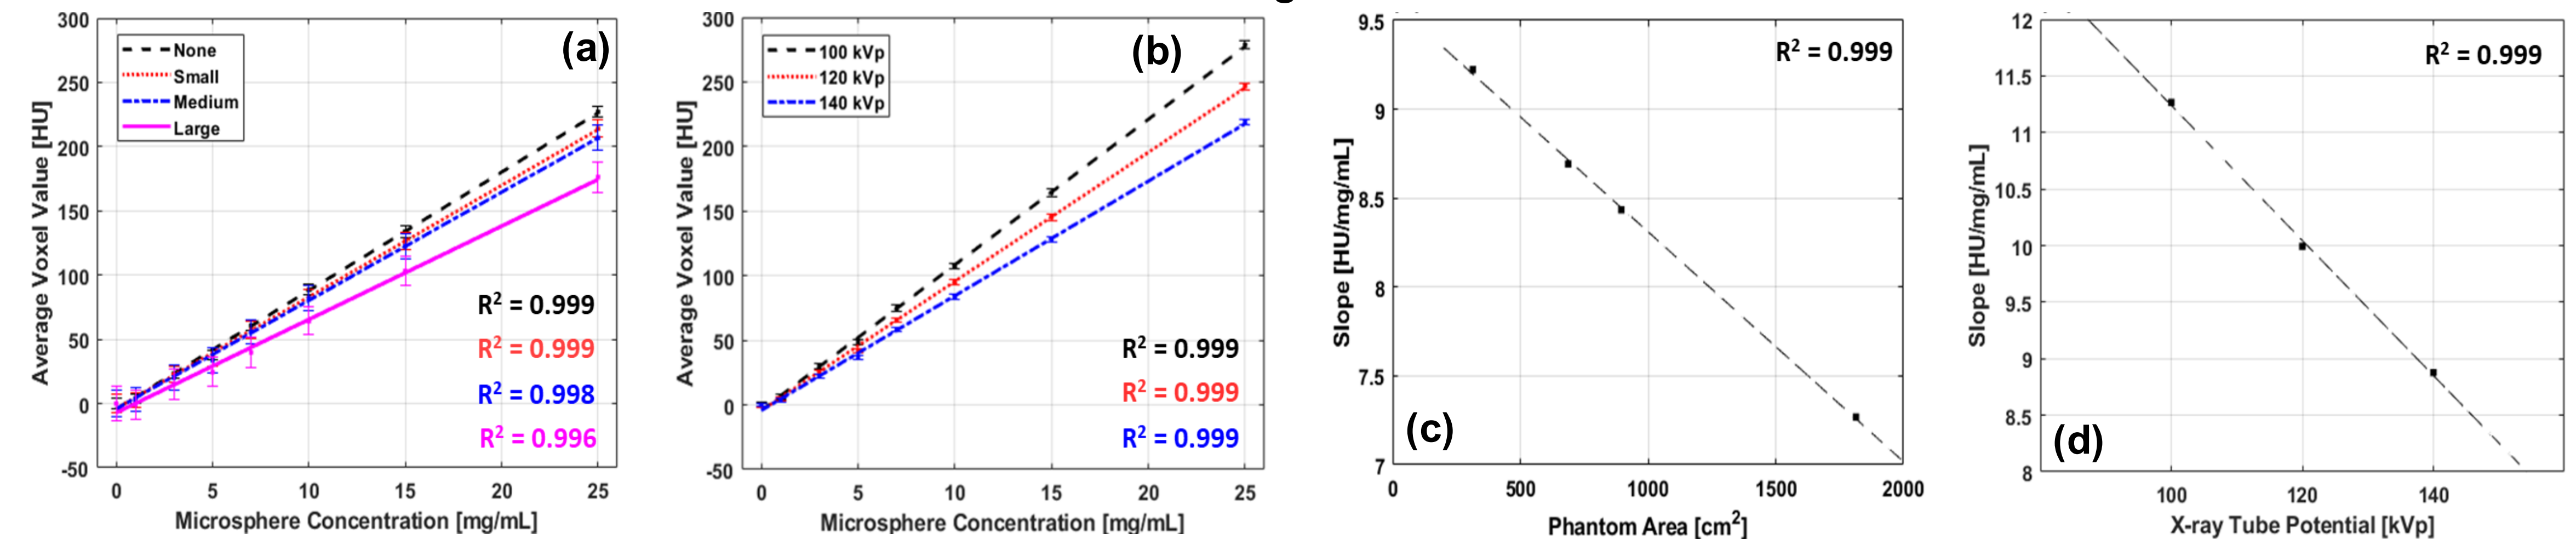 (a)
None
Small
Medium
Large
300
250
200
150
100
50
0
-50
Average Voxel Value [HU]
R² = 0.999
R² = 0.999
R² = 0.998
R² = 0.996
0 5 10 15 20 25
Microsphere Concentration [mg/mL]
(b)
100 kVp
120 kVp
140 kVp
300
250
200
150
100
50
0
-50
Average Voxel Value [HU]
R² = 0.999
R² = 0.999
R² = 0.999
0 5 10 15 20 25
Microsphere Concentration [mg/mL]
R² = 0.999
9.5
9
8.5
8
7.5
7
Slope [HU/mg/mL]
(c)
0 500 1000 1500 2000
Phantom Area [cm²]
R² = 0.999
12
11.5
11
10.5
10
9.5
9
8.5
8
Slope [HU/mg/mL]
(d)
100 120 140
X-ray Tube Potential [kVp]